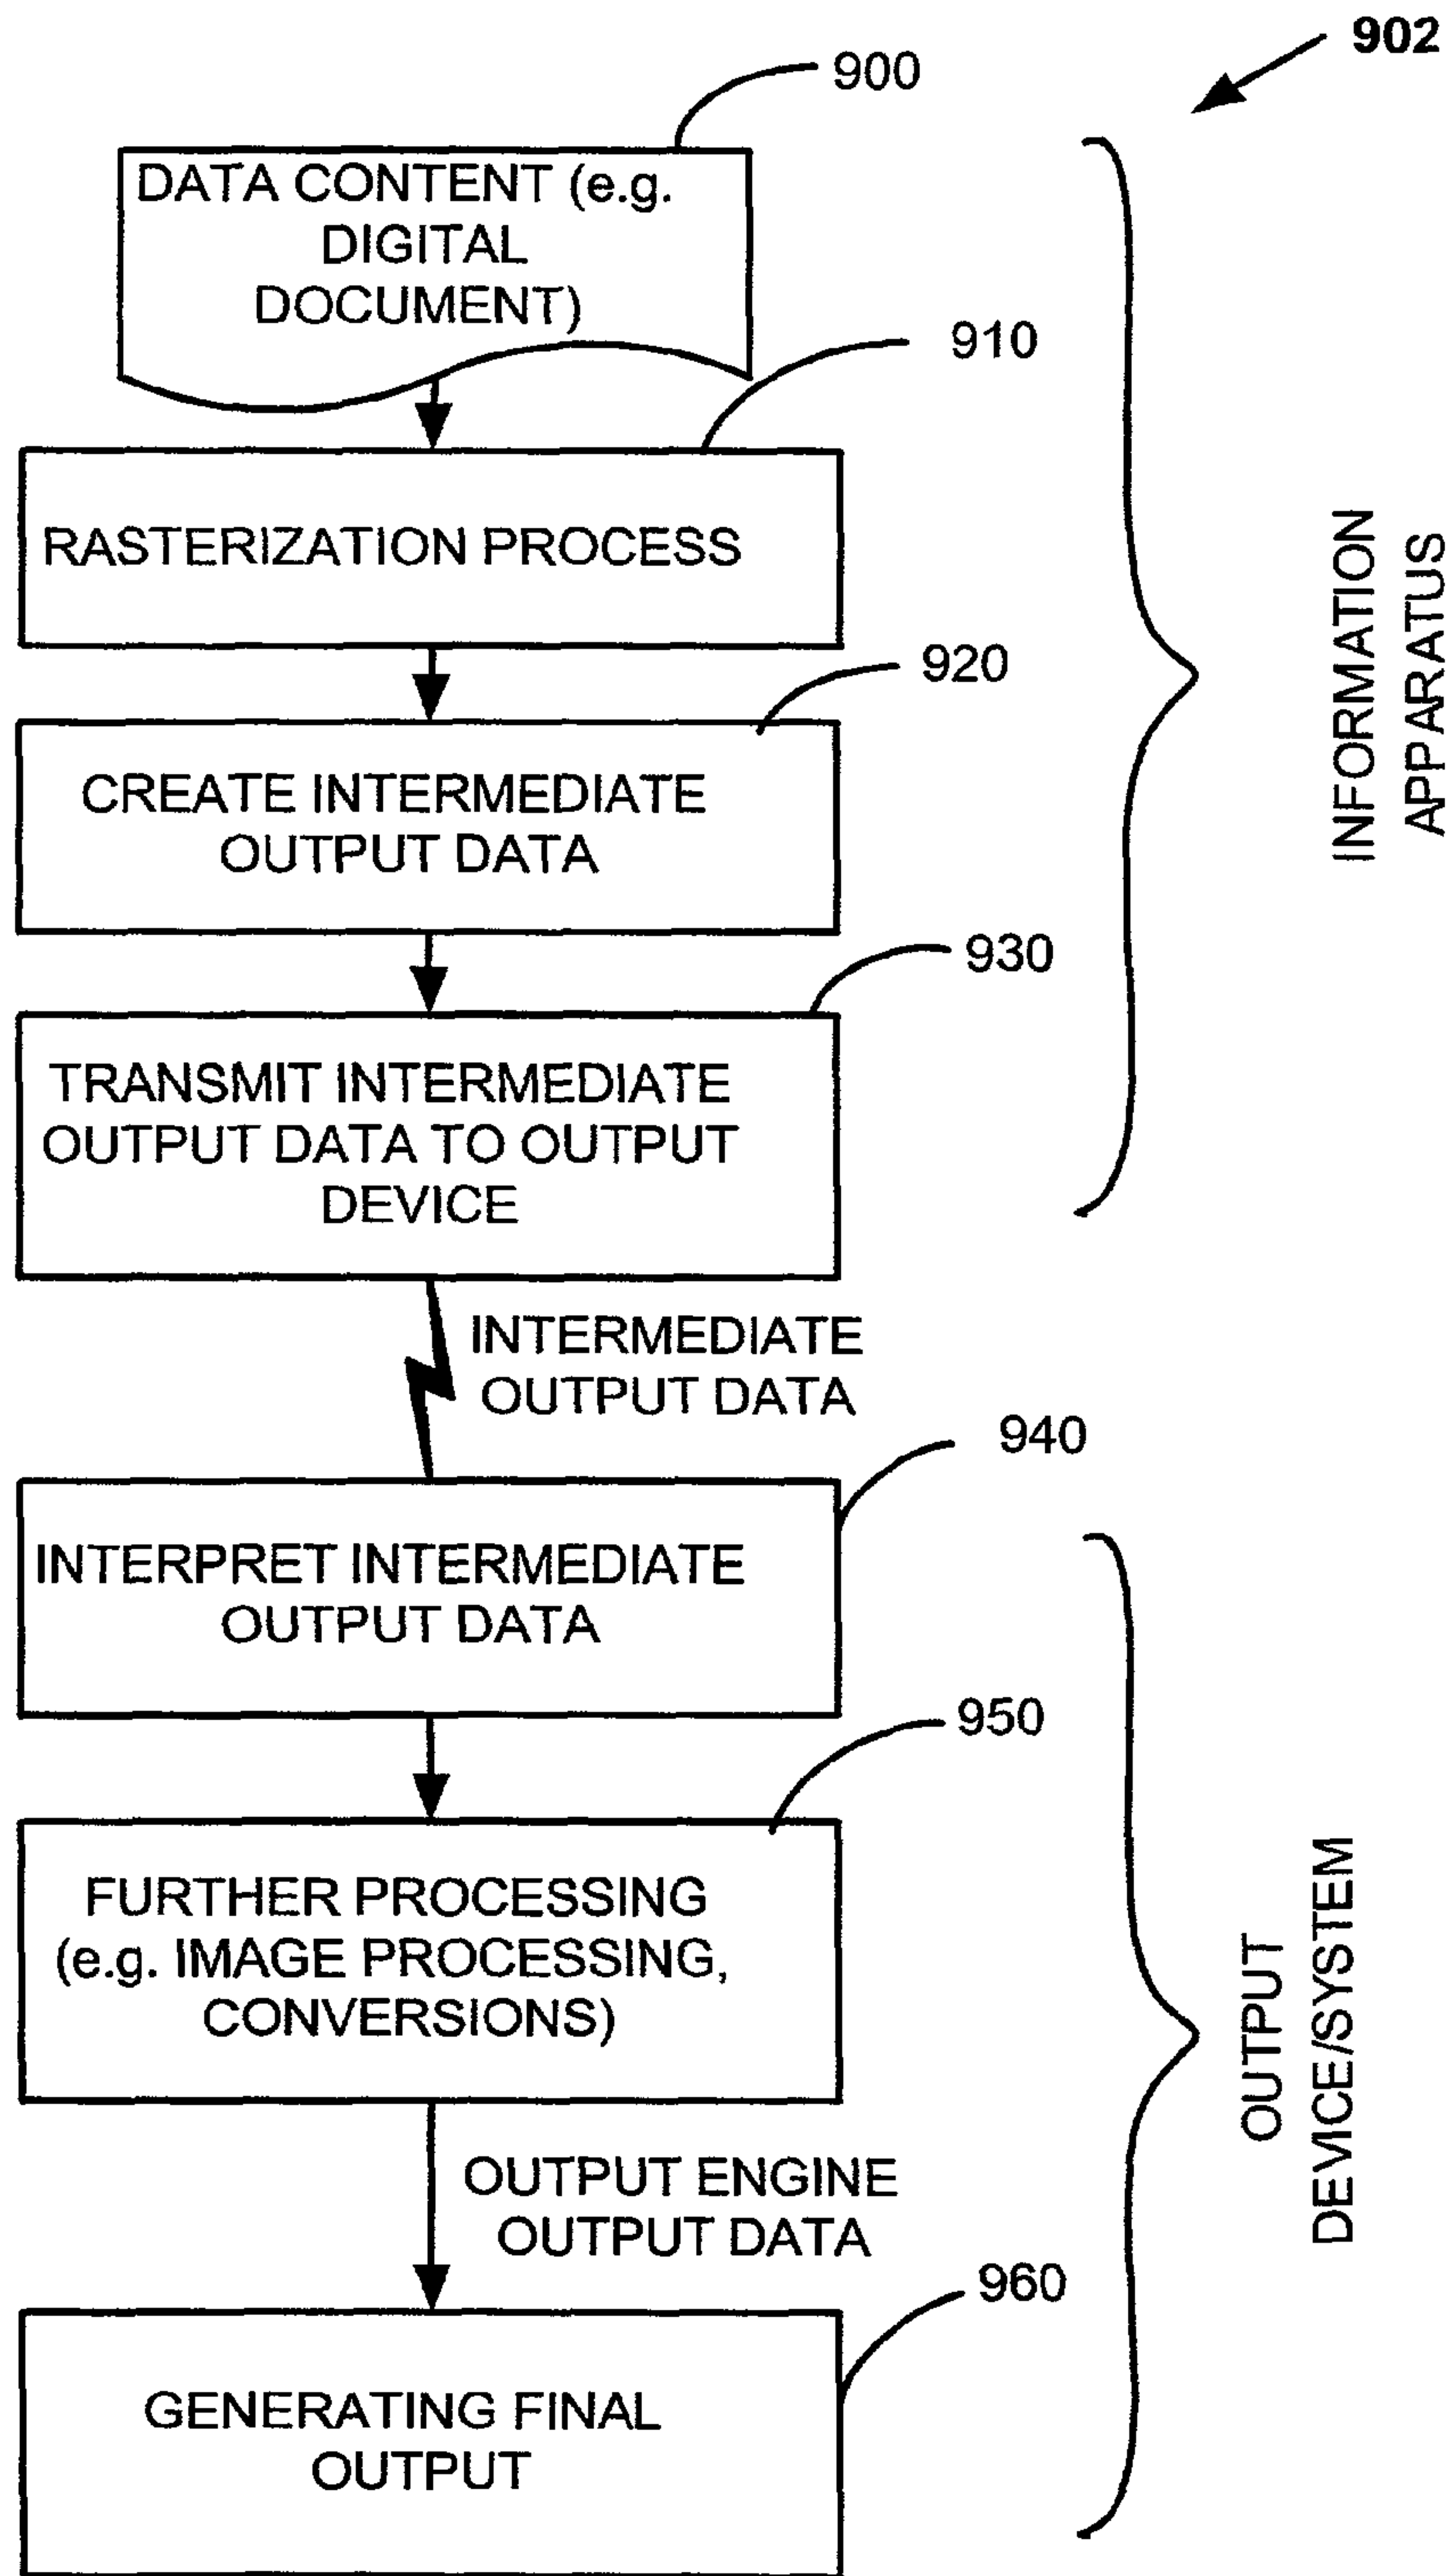 902
900
DATA CONTENT (e.g.
DIGITAL
DOCUMENT)
910
RASTERIZATION PROCESS
920
CREATE INTERMEDIATE
OUTPUT DATA
930
TRANSMIT INTERMEDIATE
OUTPUT DATA TO OUTPUT
DEVICE
INFORMATION
APPARATUS
INTERMEDIATE
OUTPUT DATA
940
INTERPRET INTERMEDIATE
OUTPUT DATA
950
FURTHER PROCESSING
(e.g. IMAGE PROCESSING,
CONVERSIONS)
OUTPUT ENGINE
OUTPUT DATA
960
GENERATING FINAL
OUTPUT
OUTPUT
DEVICE/SYSTEM